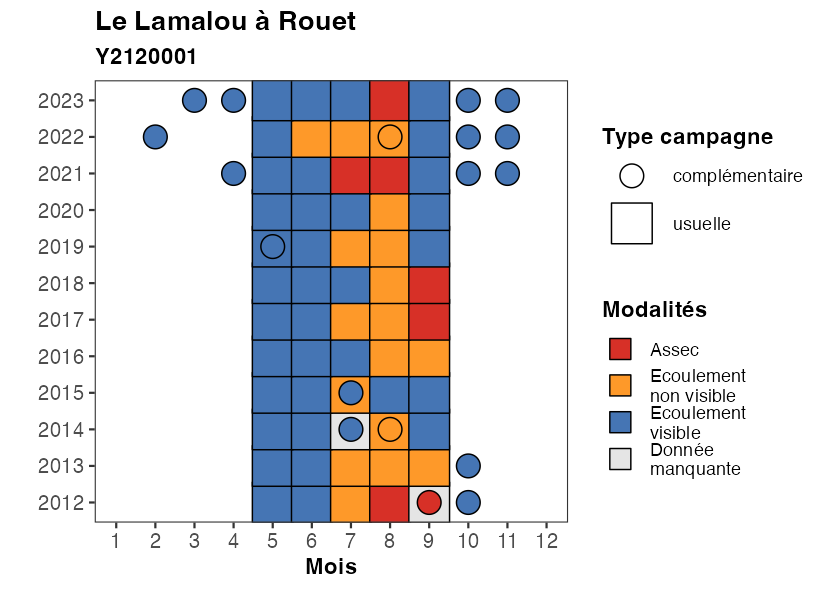 Le Lamalou à Rouet
Y2120001
2023
2022
2021
2020
2019
2018
2017
2016
2015
2014
2013
2012
1 2 3 4 5 6 7 8 9 10 11 12
Mois
Type campagne
complémentaire
usuelle
Modalités
Assec
Ecoulement
non visible
Ecoulement
visible
Donnée
manquante